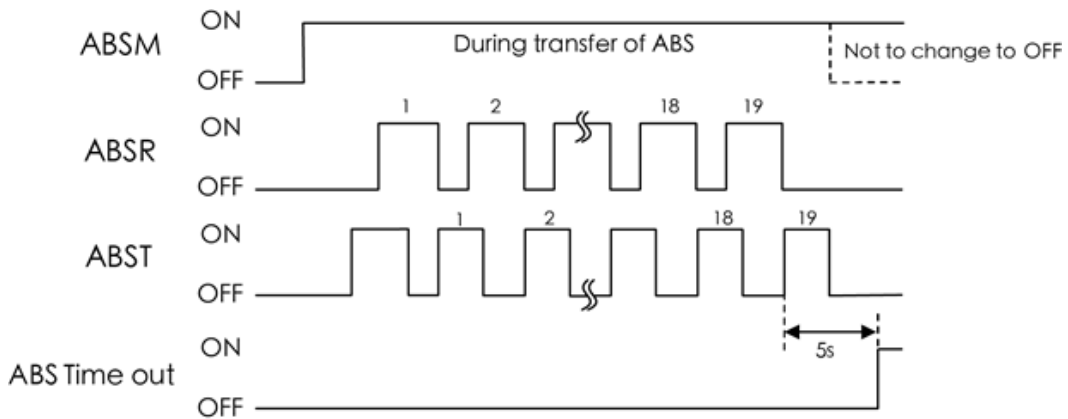 ON
ABSM
OFF
During transfer of ABS
Not to change to OFF
1 2 18 19
ON
ABSR
OFF
1 2 18 19
ON
ABST
OFF
5s
ON
ABS Time out
OFF